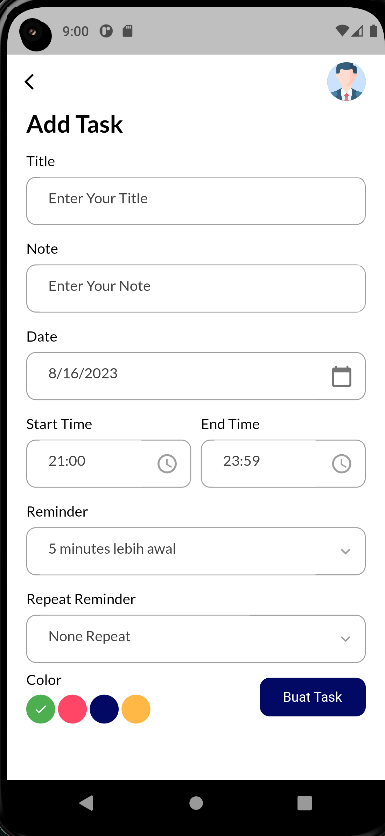 9:00
Add Task
Title
Enter Your Title
Note
Enter Your Note
Date
8/16/2023
Start Time
End Time
21:00
23:59
Reminder
5 minutes lebih awal
Repeat Reminder
None Repeat
Color
Buat Task